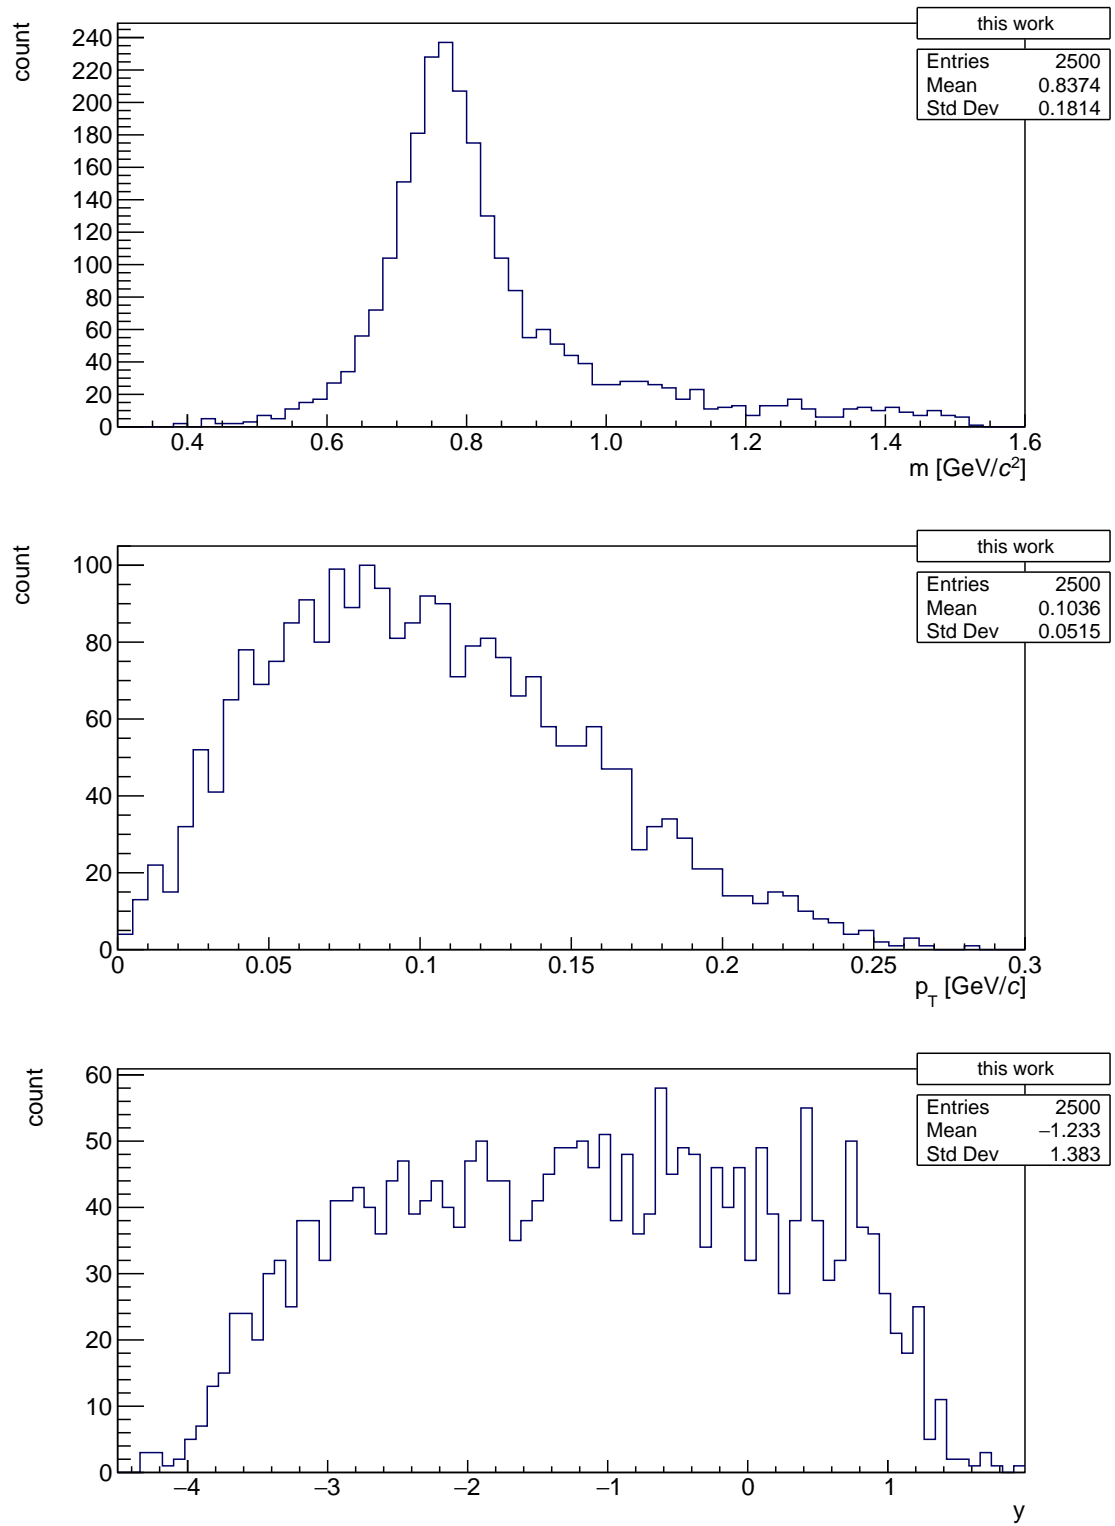 this work
Entries 2500
Mean 0.8374
Std Dev 0.1814
count
240
220
200
180
160
140
120
100
80
60
40
20
0
0.4 0.6 0.8 1.0 1.2 1.4 1.6
m [GeV/c²]
this work
Entries 2500
Mean 0.1036
Std Dev 0.0515
count
100
80
60
40
20
0
0 0.05 0.1 0.15 0.2 0.25 0.3
p_T [GeV/c]
this work
Entries 2500
Mean −1.233
Std Dev 1.383
count
60
50
40
30
20
10
0
−4 −3 −2 −1 0 1
y